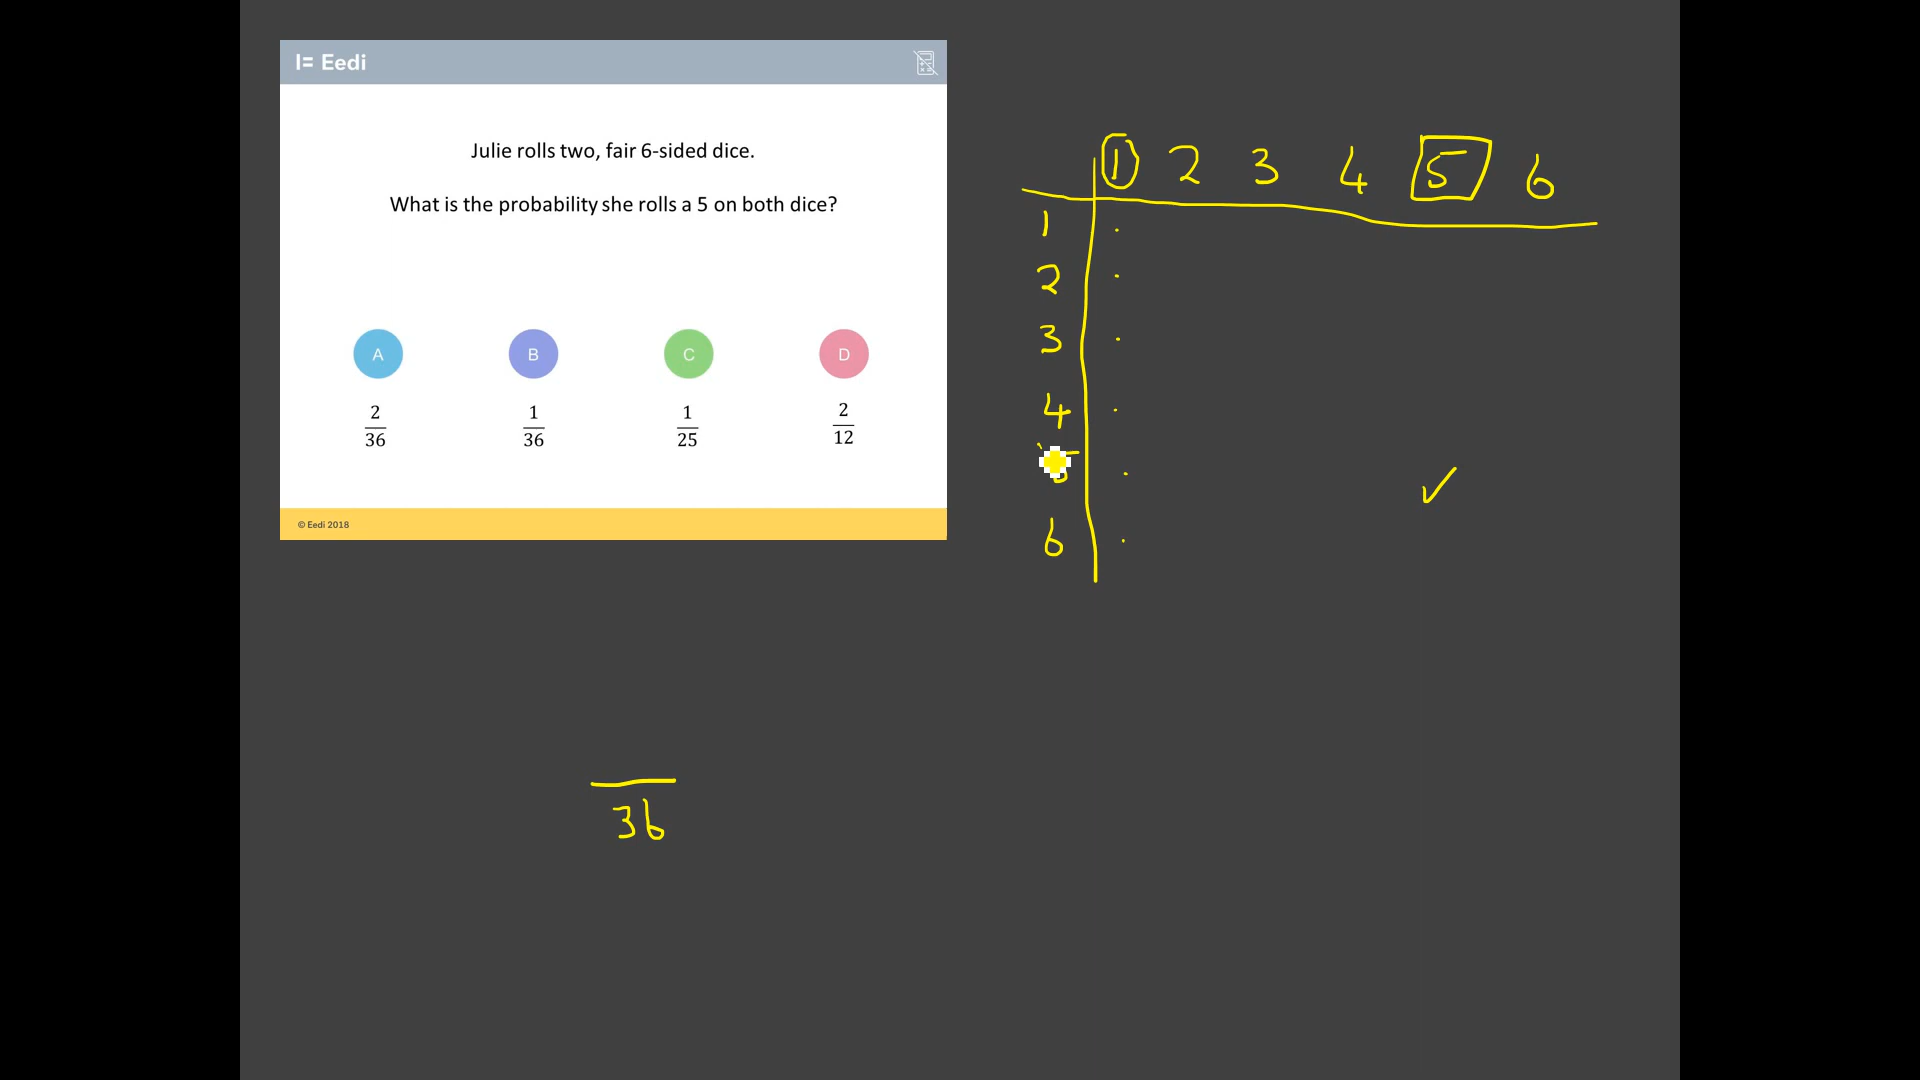 Eedi
Julie rolls two, fair 6-sided dice.
What is the probability she rolls a 5 on both dice?
A B C D
2/36 1/36 1/25 2/12
© Eedi 2018
1 2 3 4 5 6
1
2
3
4
5
6
36